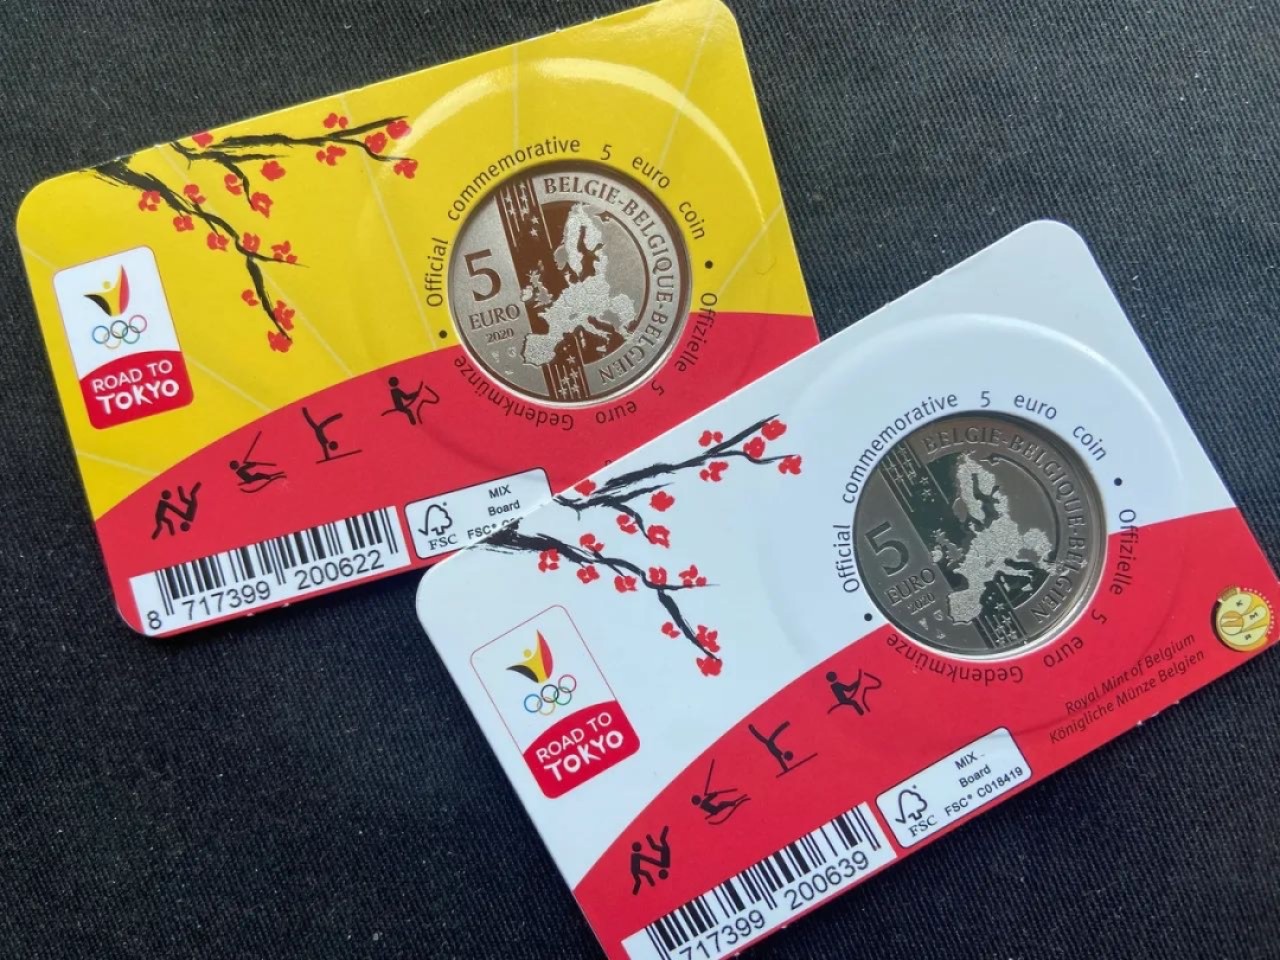 Official commemorative 5 euro coin • Offizielle 5 euro Gedenkmünze •
BELGIE-BELGIQUE-BELGIEN
5
EURO
2020
ROAD TO
TOKYO
MIX
Board
FSC
FSC®
8 717399 200622
Official commemorative 5 euro coin • Offizielle 5 euro Gedenkmünze •
BELGIE-BELGIQUE-BELGIEN
5
EURO
2020
ROAD TO
TOKYO
Royal Mint of Belgium
Königliche Münze Belgien
MIX
Board
FSC
FSC® C018419
717399 200639